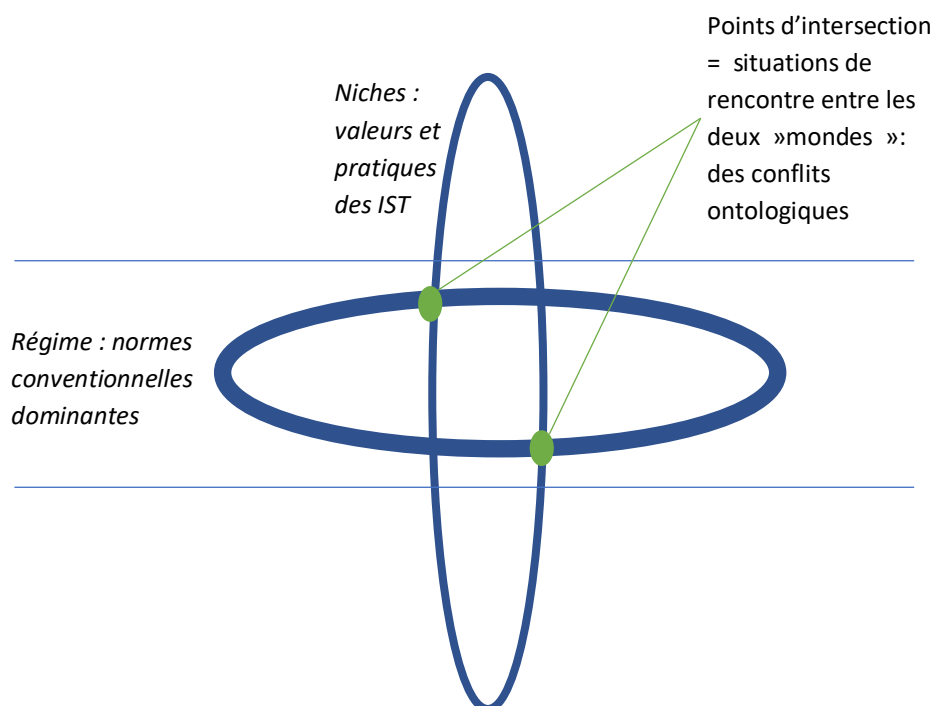 Points d’intersection
= situations de
rencontre entre les
deux »mondes »:
des conflits
ontologiques
Niches :
valeurs et
pratiques
des IST
Régime : normes
conventionnelles
dominantes